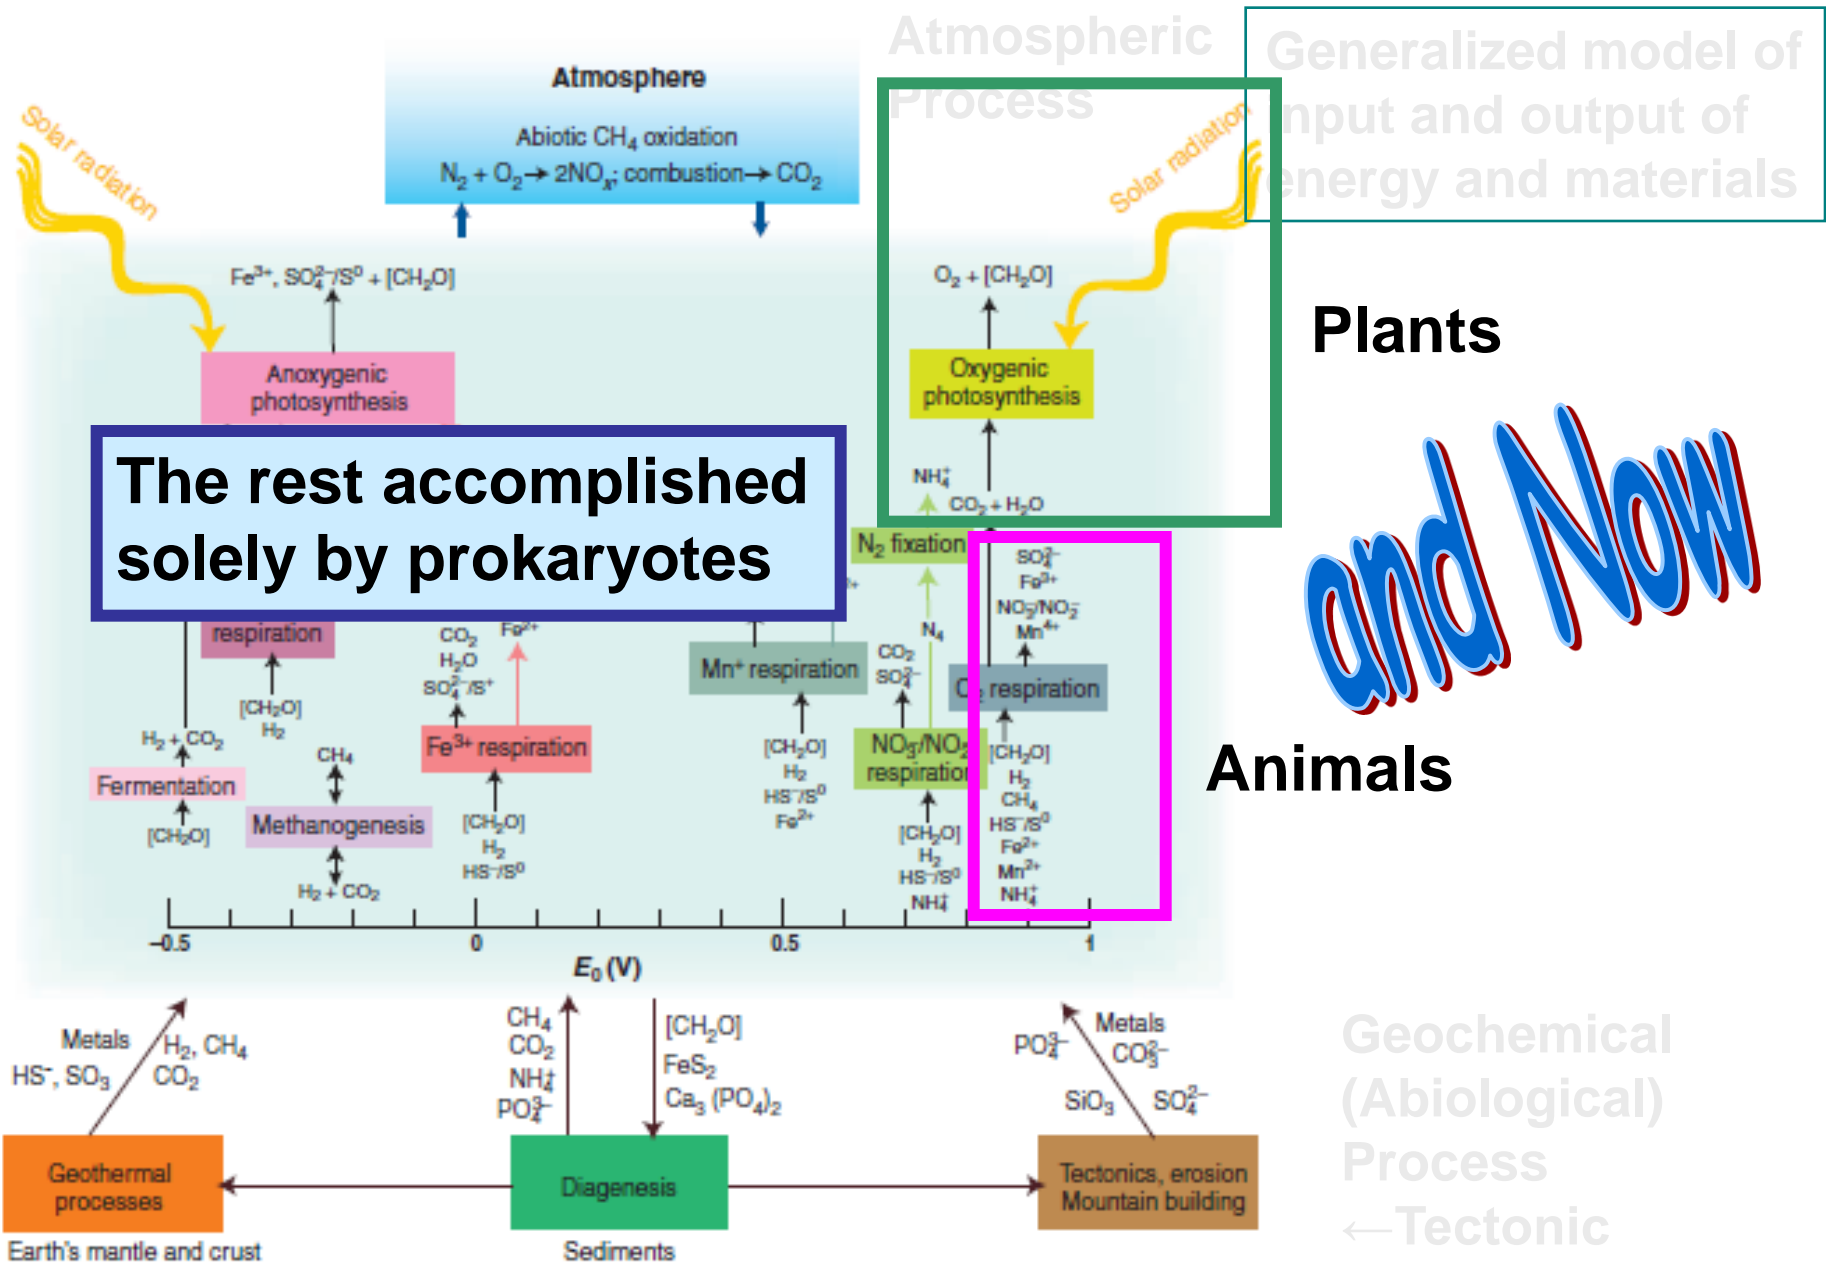 Atmospheric
Process
Generalized model of
input and output of
energy and materials
Atmosphere
Abiotic CH₄ oxidation
N₂ + O₂→ 2NOₓ; combustion→ CO₂
Solar radiation
Solar radiation
Fe³⁺, SO₄²⁻/S⁰ + [CH₂O]
O₂ + [CH₂O]
Plants
Anoxygenic
photosynthesis
Oxygenic
photosynthesis
and Now
The rest accomplished
solely by prokaryotes
NH₄⁺
CO₂ + H₂O
N₂ fixation
SO₄²⁻
Fe³⁺
NO₃⁻/NO₂⁻
Mn⁴⁺
respiration
CO₂
H₂O
SO₄²⁻/S⁺
Fe²⁺
N₄
Mn⁺ respiration
CO₂
SO₄²⁻
O₂ respiration
[CH₂O]
H₂
H₂ + CO₂
CH₄
Fe³⁺ respiration
[CH₂O]
H₂
HS⁻/S⁰
Fe²⁺
NO₃⁻/NO₂
respiration
[CH₂O]
H₂
CH₄
HS⁻/S⁰
Fe²⁺
Mn²⁺
NH₄⁺
Animals
Fermentation
[CH₂O]
Methanogenesis
H₂ + CO₂
[CH₂O]
H₂
HS⁻/S⁰
[CH₂O]
H₂
HS⁻/S⁰
NH₄⁺
–0.5 0 0.5 1
E₀ (V)
Metals
HS⁻, SO₃
H₂, CH₄
CO₂
CH₄
CO₂
NH₄⁺
PO₄³⁻
[CH₂O]
FeS₂
Ca₃ (PO₄)₂
PO₄³⁻
Metals
CO₃²⁻
SiO₃
SO₄²⁻
Geochemical
(Abiological)
Process
←Tectonic
Geothermal
processes
Diagenesis
Tectonics, erosion
Mountain building
Earth's mantle and crust
Sediments